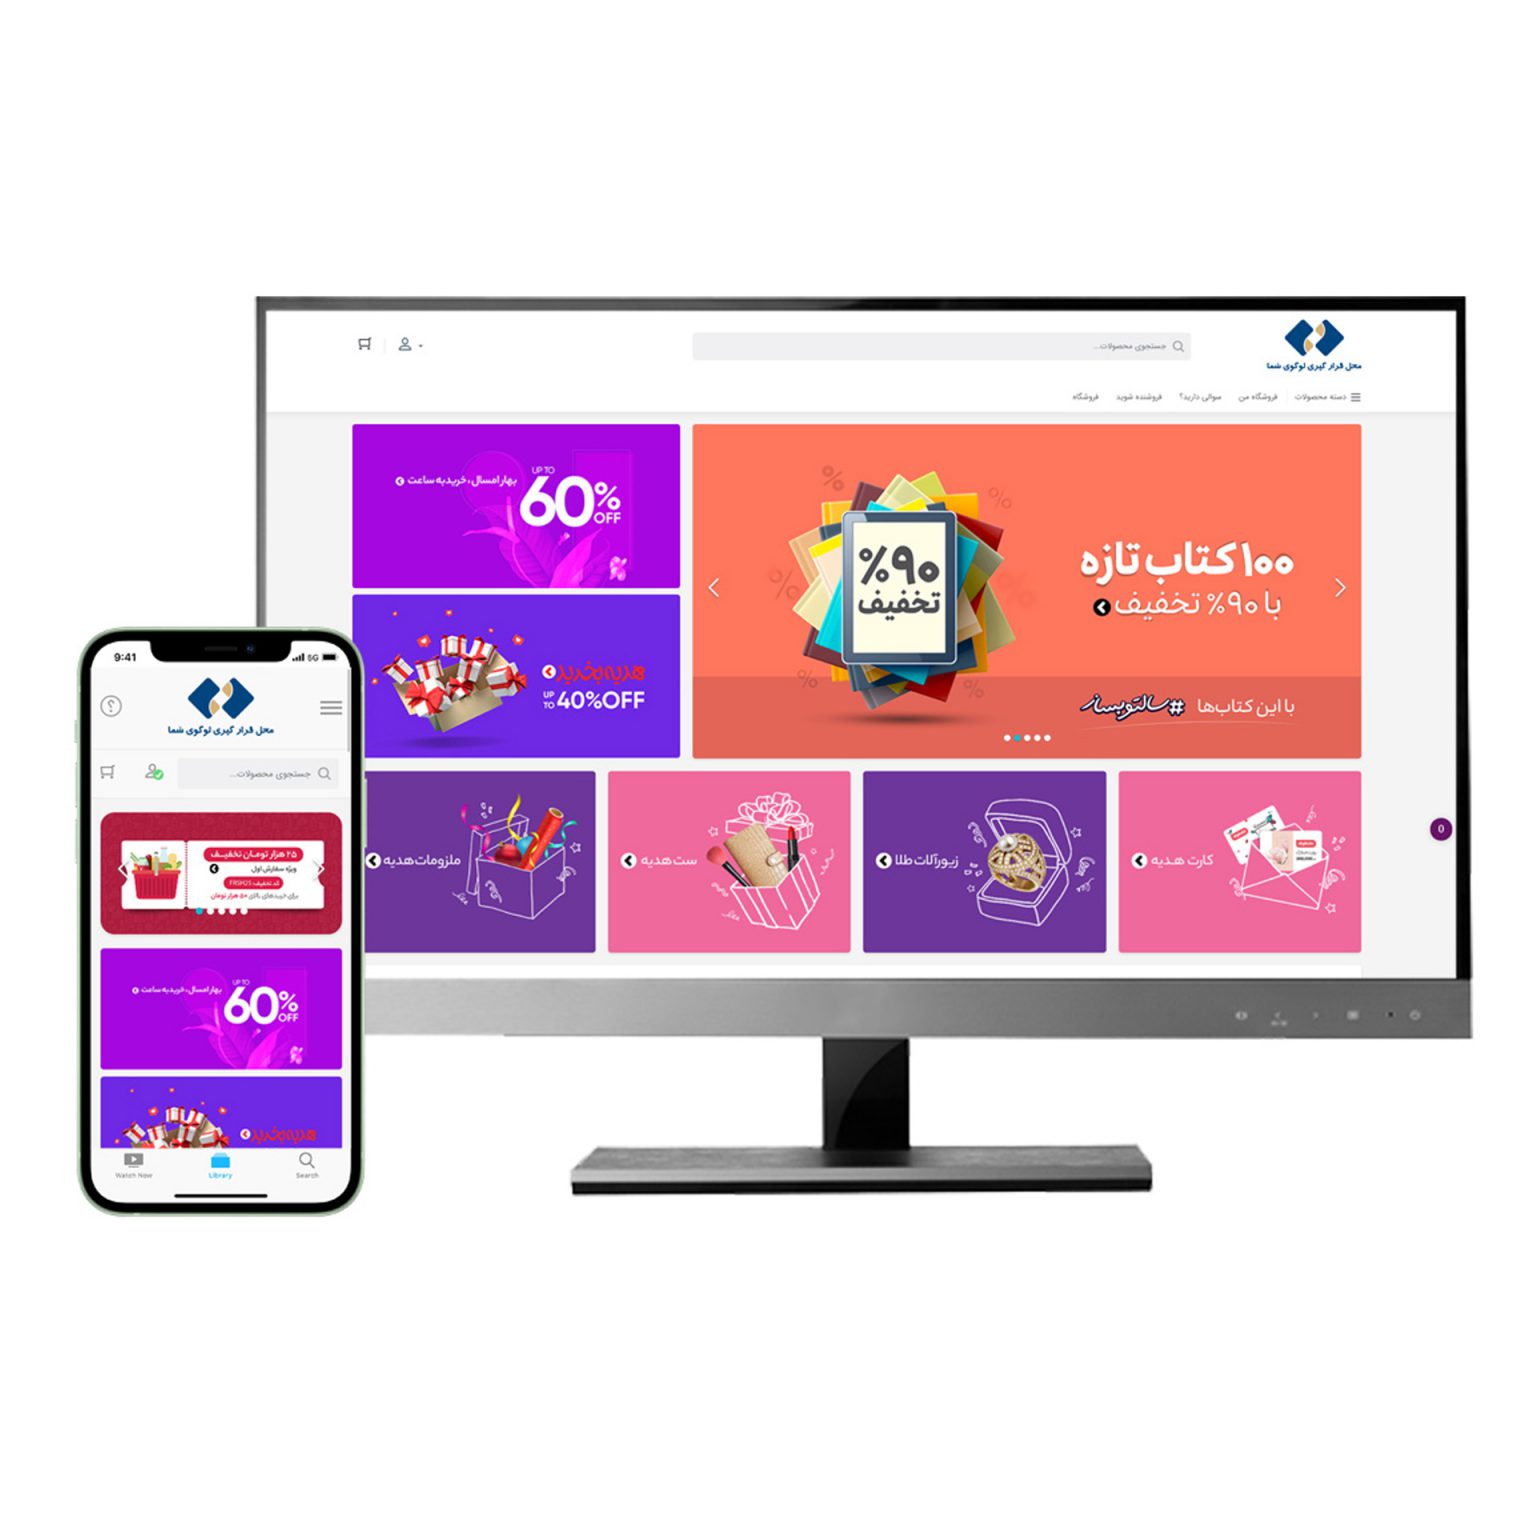 محل قرار گیری لوگوی شما
جستجوی محصولات...
دسته محصولات
فروشگاه من
سوالی دارید؟
فروشنده شوید
فروشگاه
۱۰۰ کتاب تازه
با ۹۰% تخفیف
%۹۰
تخفیف
با این کتاب‌ها #سالتوبساز
بهار امسال، خریدبه ساعت
UP TO
60%
OFF
هدیه بخرید
UP TO 40%OFF
کارت هدیه
زیورآلات طلا
ست هدیه
ملزومات هدیه
0
9:41
5G
محل قرار گیری لوگوی شما
جستجوی محصولات...
۲۵ هزار تومان تخفیف
ویژه سفارش اول
کد تخفیف: FRSH25
برای خریدهای بالای ۵۰ هزار تومان
بهار امسال، خریدبه ساعت
UP TO
60%
OFF
هدیه بخرید
Watch Now
Library
Search